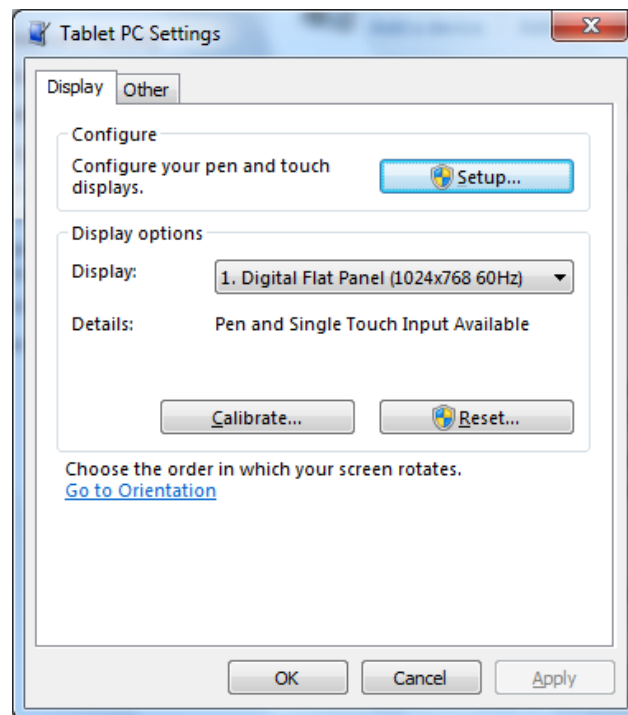 Tablet PC Settings
Display
Other
Configure
Configure your pen and touch
displays.
Setup...
Display options
Display:
1. Digital Flat Panel (1024x768 60Hz)
Details:
Pen and Single Touch Input Available
Calibrate...
Reset...
Choose the order in which your screen rotates.
Go to Orientation
OK
Cancel
Apply